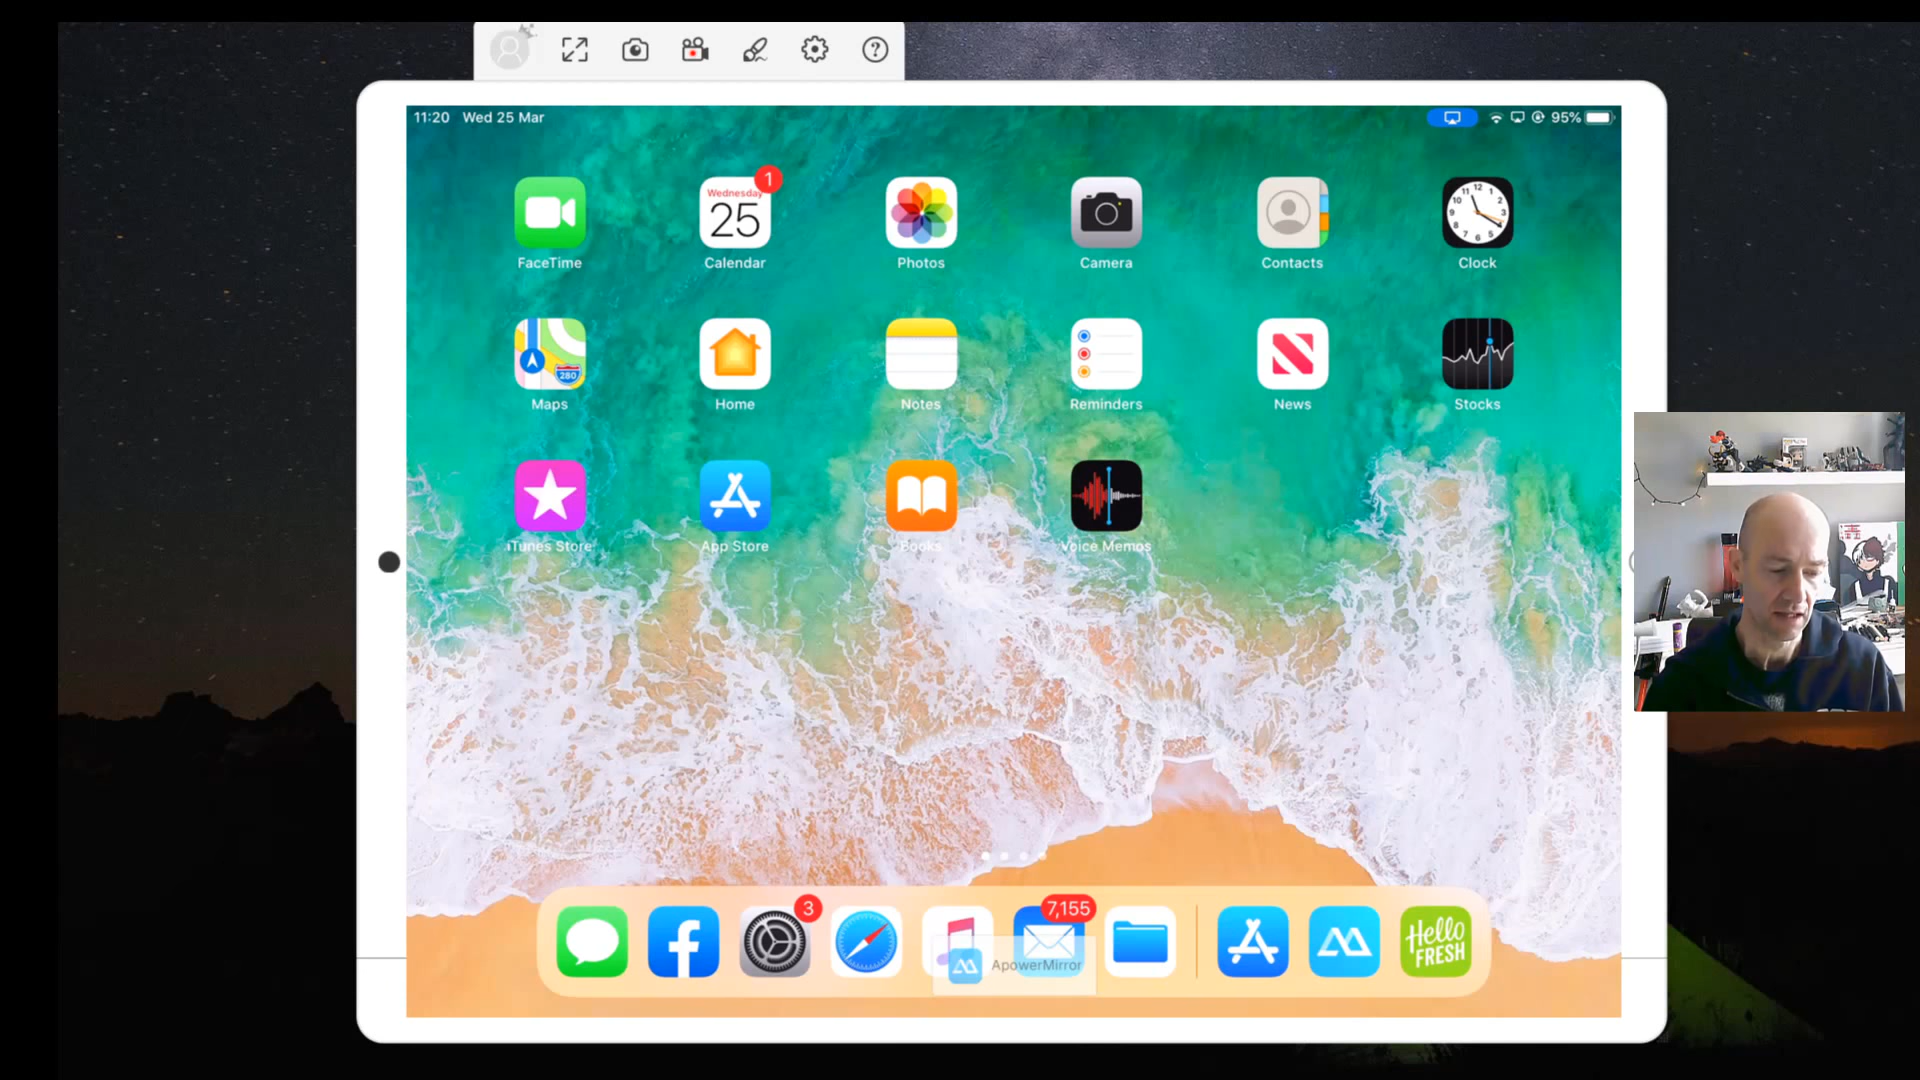 11:20 Wed 25 Mar
95%
FaceTime
Wednesday
25
1
Calendar
Photos
Camera
Contacts
Clock
Maps
280
Home
Notes
Reminders
News
Stocks
iTunes Store
App Store
Books
Voice Memos
3
7,155
ApowerMirror
Hello
FRESH